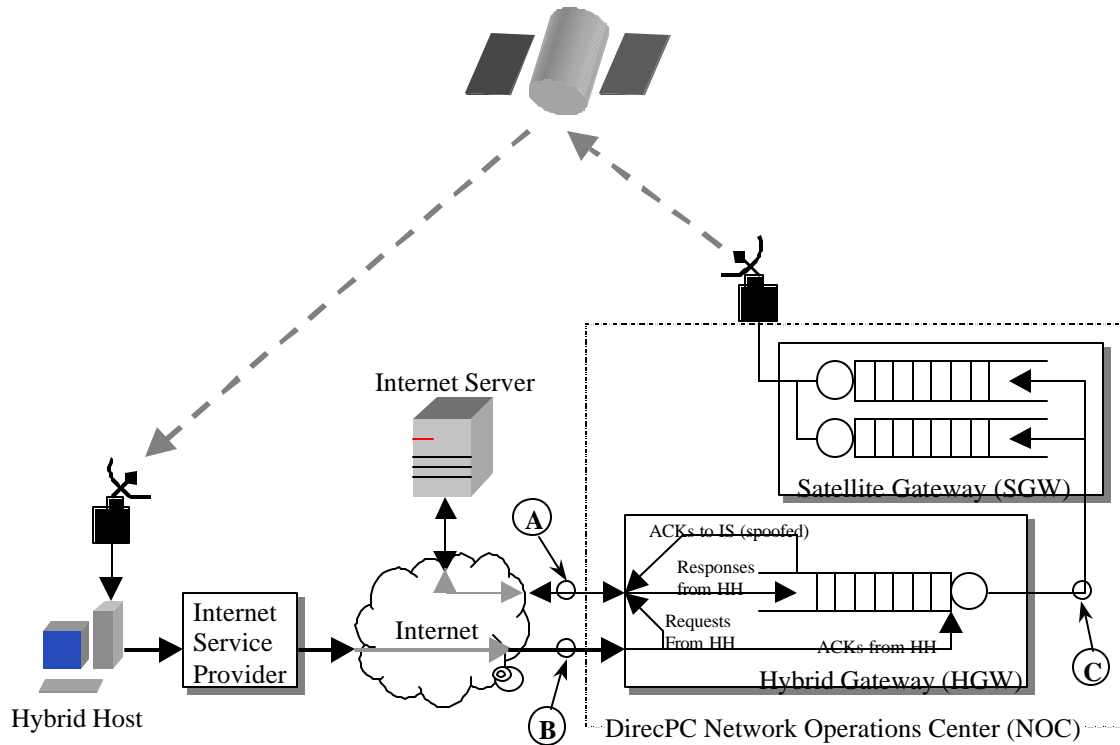 Internet Server
Satellite Gateway (SGW)
A
ACKs to IS (spoofed)
Responses
from HH
Internet
Service
Provider
Internet
Requests
From HH
ACKs from HH
C
Hybrid Gateway (HGW)
Hybrid Host
B
DirecPC Network Operations Center (NOC)